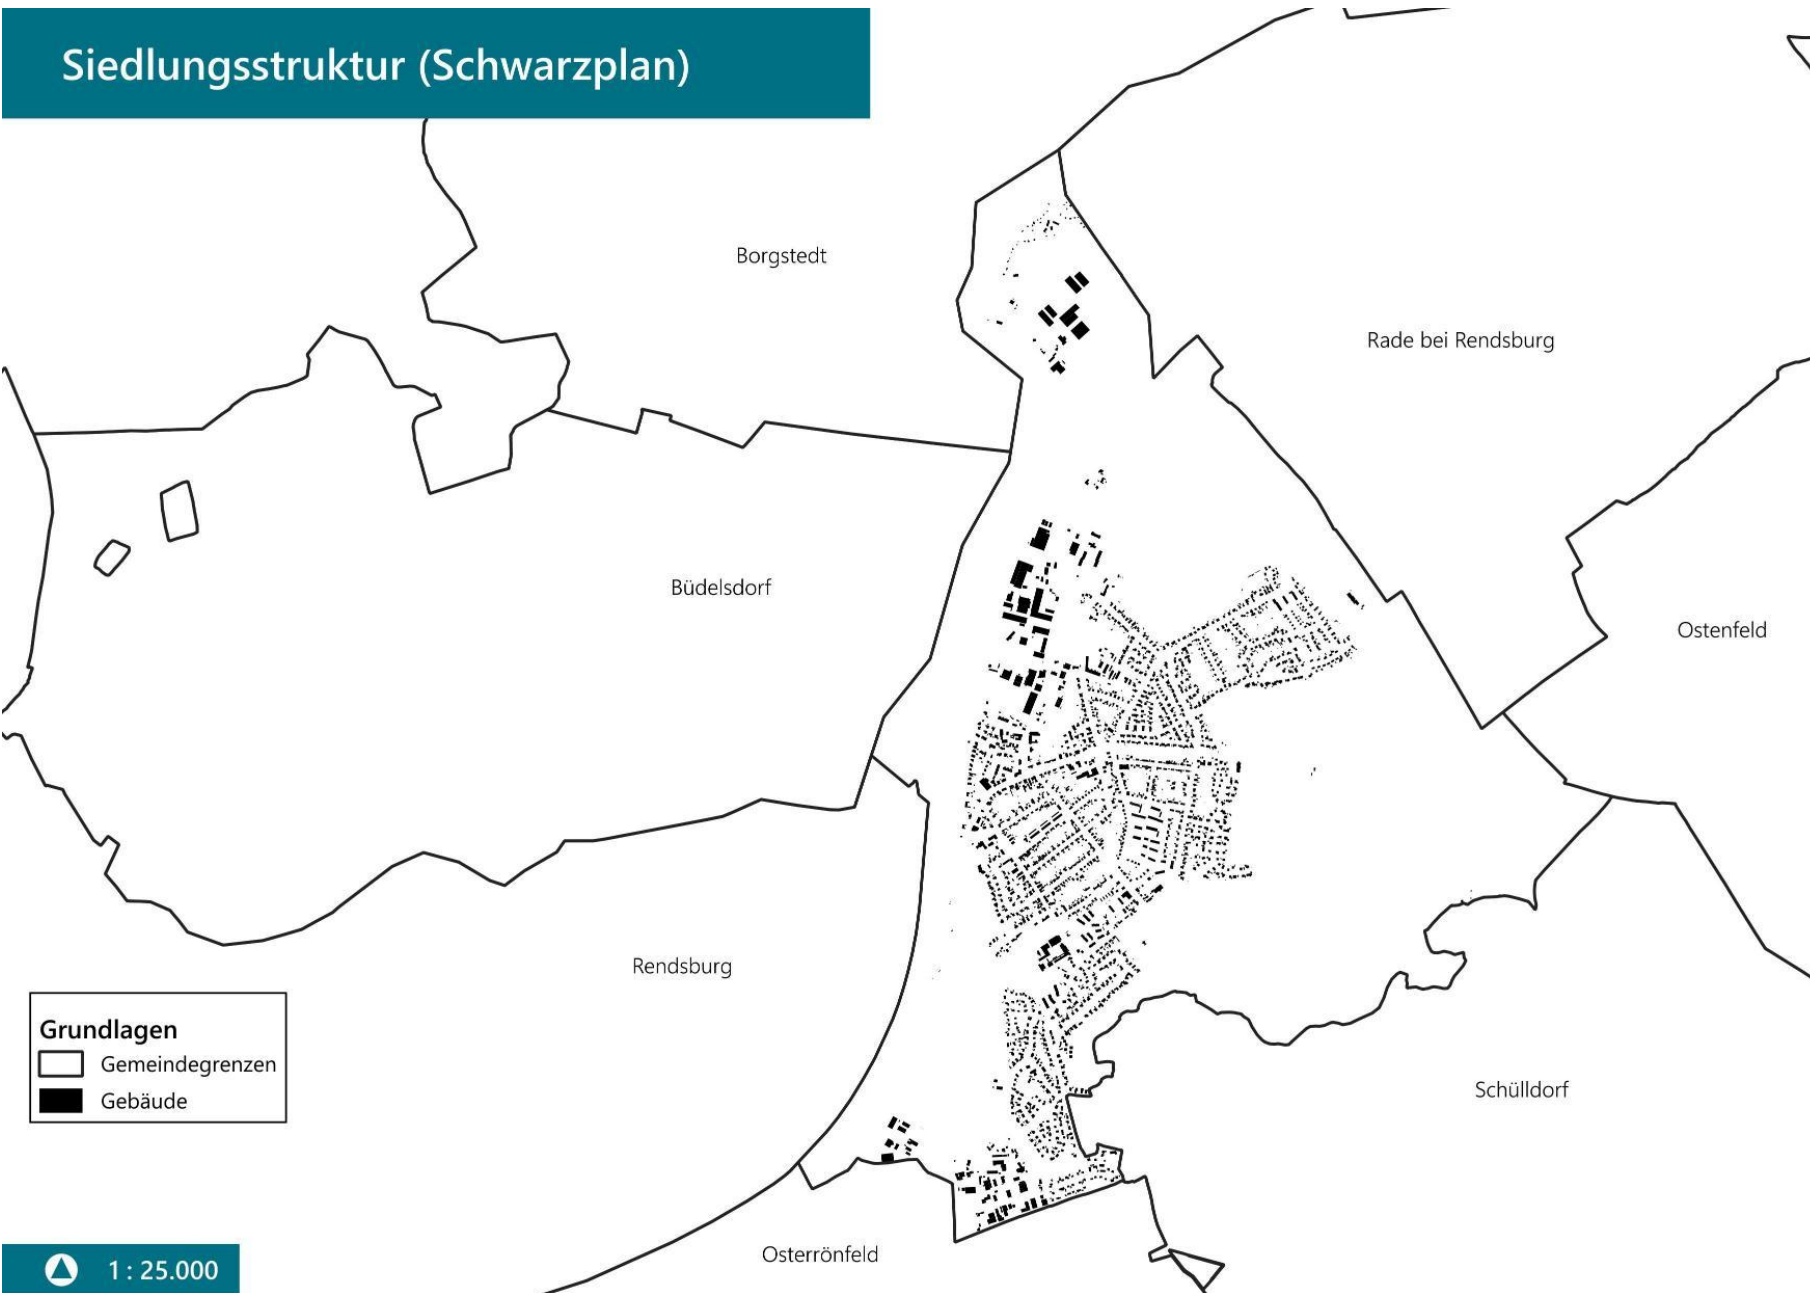 Siedlungsstruktur (Schwarzplan)
Borgstedt
Rade bei Rendsburg
Büdelsdorf
Ostenfeld
Rendsburg
Grundlagen
Gemeindegrenzen
Gebäude
Schülldorf
Osterrönfeld
1 : 25.000